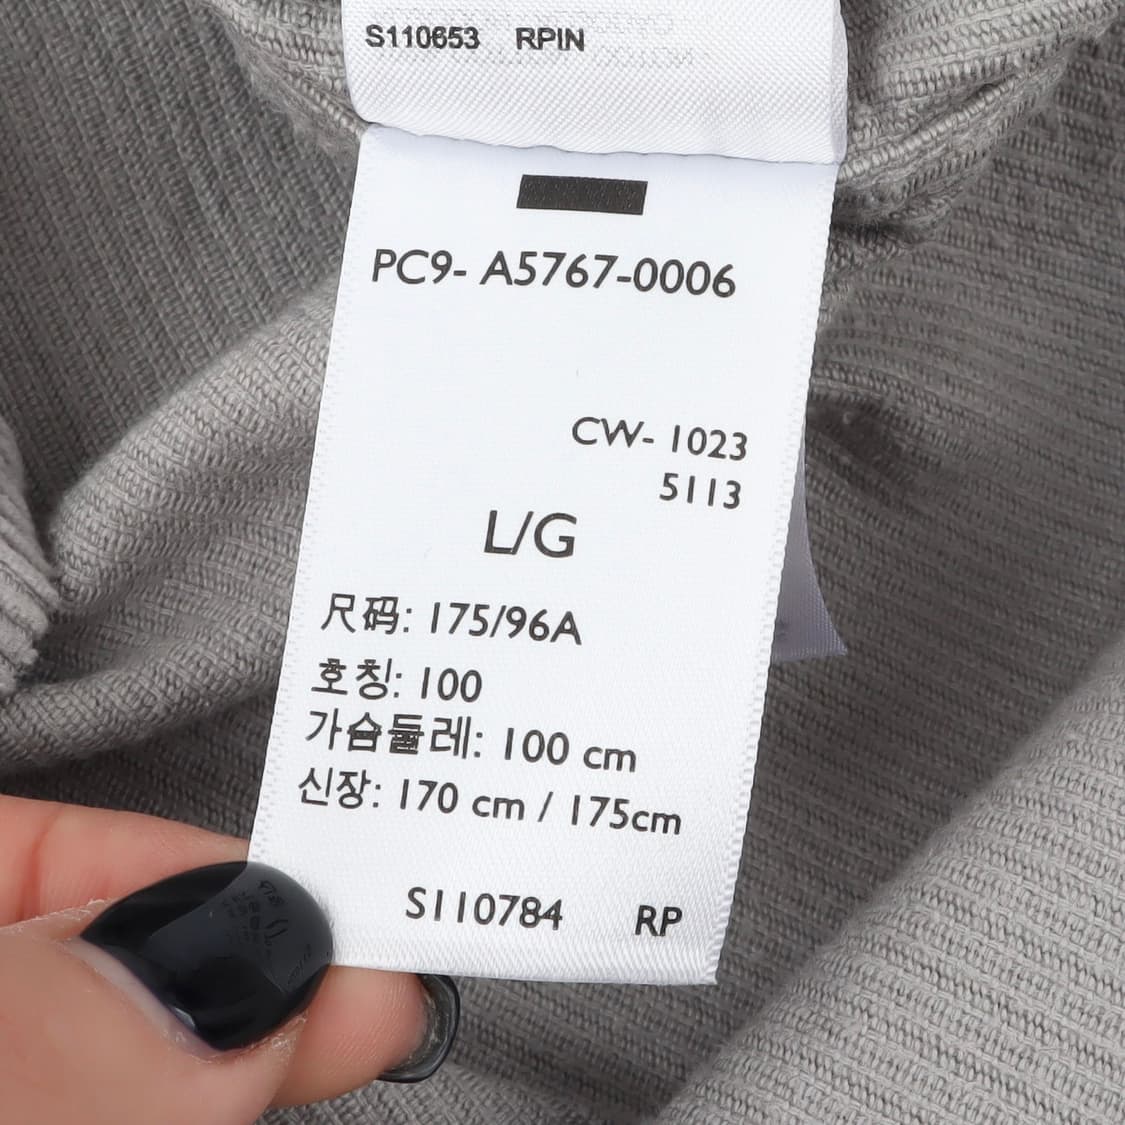 S110653 RPIN
PC9- A5767-0006
CW- 1023
5113
L/G
尺码: 175/96A
호칭: 100
가슴둘레: 100 cm
신장: 170 cm / 175cm
S110784 RP